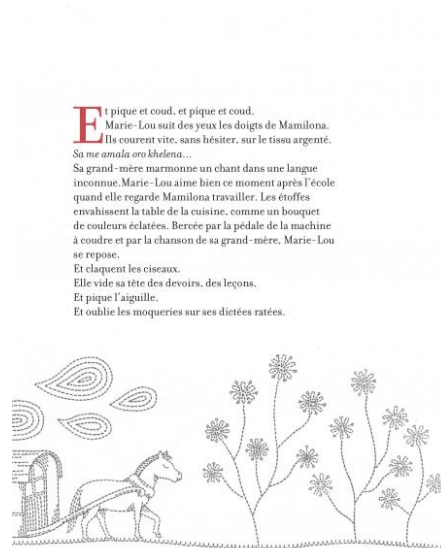 Et pique et coud, et pique et coud.
Marie-Lou suit des yeux les doigts de Mamilona.
Ils courent vite, sans hésiter, sur le tissu argenté.
Sa me amala oro khelena...
Sa grand-mère marmonne un chant dans une langue
inconnue.Marie-Lou aime bien ce moment après l'école
quand elle regarde Mamilona travailler. Les étoffes
envahissent la table de la cuisine, comme un bouquet
de couleurs éclatées. Bercée par la pédale de la machine
à coudre et par la chanson de sa grand-mère, Marie-Lou
se repose.
Et claquent les ciseaux.
Elle vide sa tête des devoirs, des leçons.
Et pique l'aiguille.
Et oublie les moqueries sur ses dictées ratées.